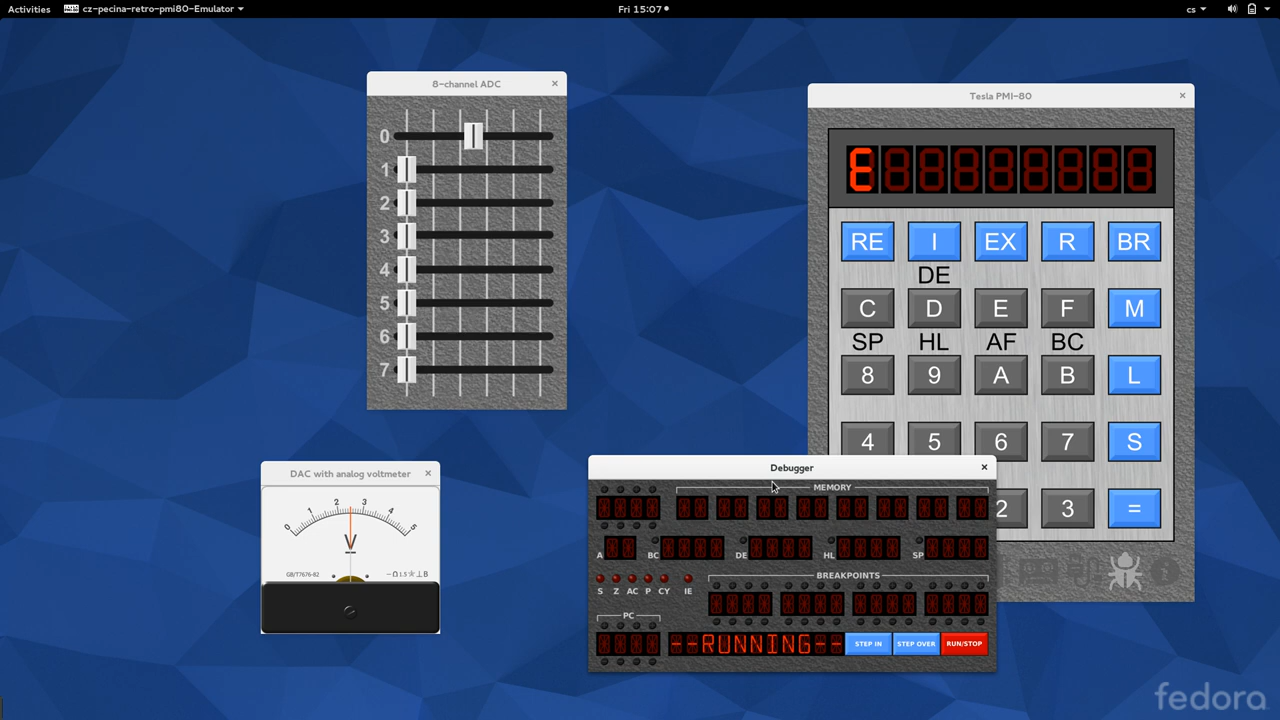 Activities cz-pecina-retro-pmi80-Emulator Fri 15:07 cs
8-channel ADC
0
1
2
3
4
5
6
7
Tesla PMI-80
E
RE I EX R BR
DE
C D E F M
SP HL AF BC
8 9 A B L
4 5 6 7 S
2 3 =
DAC with analog voltmeter
0 1 2 3 4 5
V
GB/T7676-82
Debugger
MEMORY
A BC DE HL SP
BREAKPOINTS
S Z AC P CY IE
PC
--RUNNING-- STEP IN STEP OVER RUN/STOP
fedora